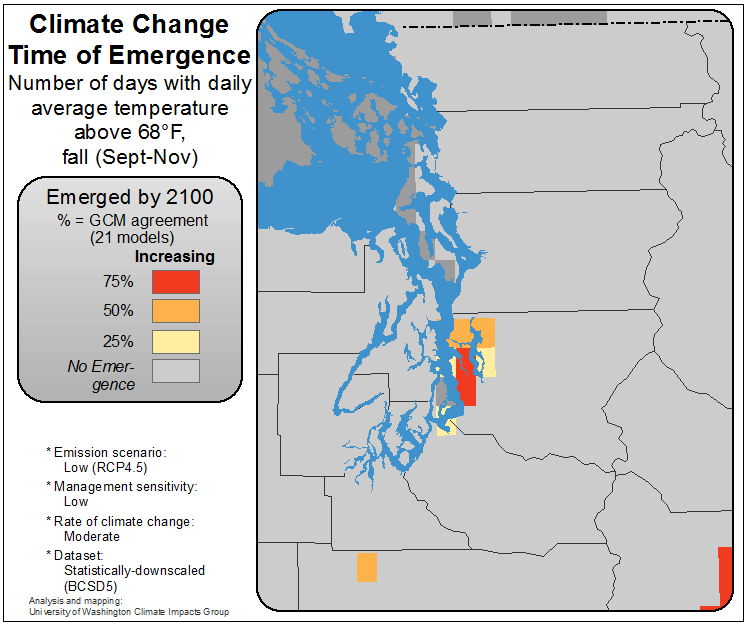 Climate Change
Time of Emergence
Number of days with daily
average temperature
above 68°F,
fall (Sept-Nov)
Emerged by 2100
% = GCM agreement
(21 models)
Increasing
75%
50%
25%
No Emer-
gence
* Emission scenario:
Low (RCP4.5)
* Management sensitivity:
Low
* Rate of climate change:
Moderate
* Dataset:
Statistically-downscaled
(BCSD5)
Analysis and mapping:
University of Washington Climate Impacts Group